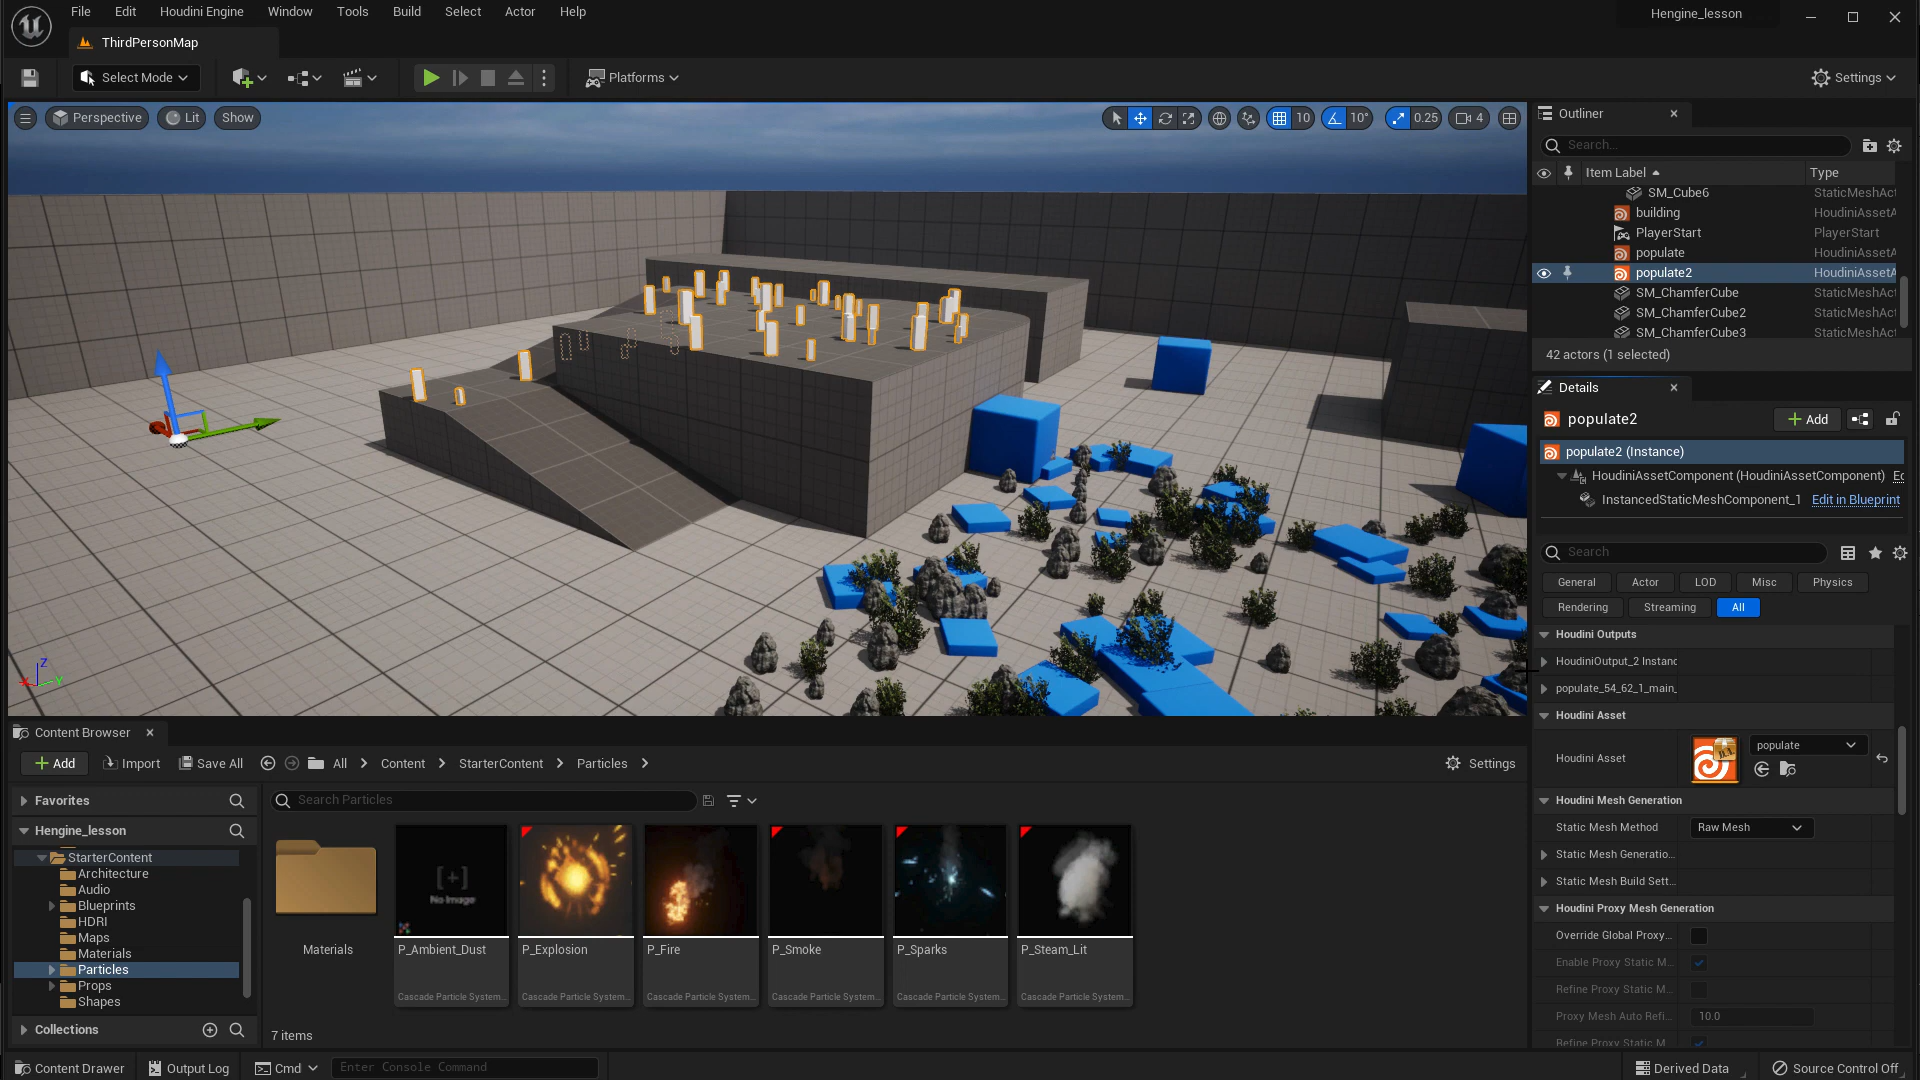 File Edit Houdini Engine Window Tools Build Select Actor Help
Hengine_lesson
ThirdPersonMap
Select Mode
Platforms
Settings
Perspective Lit Show
10 10° 0.25 4
Outliner
Search...
Item Label Type
SM_Cube6 StaticMeshAct
building HoudiniAssetA
PlayerStart PlayerStart
populate HoudiniAssetA
populate2 HoudiniAssetA
SM_ChamferCube StaticMeshAct
SM_ChamferCube2 StaticMeshAct
SM_ChamferCube3 StaticMeshAct
42 actors (1 selected)
Details
populate2
Add
populate2 (Instance)
HoudiniAssetComponent (HoudiniAssetComponent) Ec
InstancedStaticMeshComponent_1 Edit in Blueprint
Search
General Actor LOD Misc Physics
Rendering Streaming All
Houdini Outputs
HoudiniOutput_2 Instanc
populate_54_62_1_main_
Houdini Asset
Houdini Asset populate
Houdini Mesh Generation
Static Mesh Method Raw Mesh
Static Mesh Generatio...
Static Mesh Build Sett...
Houdini Proxy Mesh Generation
Override Global Proxy...
Enable Proxy Static M...
Refine Proxy Static M...
Proxy Mesh Auto Refi... 10.0
Refine Proxy Static M
Z
X
Y
Content Browser
Add Import Save All All Content StarterContent Particles
Settings
Favorites
Search Particles
Hengine_lesson
StarterContent
Architecture
Audio
Blueprints
HDRI
Maps
Materials
Particles
Props
Shapes
Collections
No Image
Materials
P_Ambient_Dust
Cascade Particle System...
P_Explosion
Cascade Particle System...
P_Fire
Cascade Particle System...
P_Smoke
Cascade Particle System...
P_Sparks
Cascade Particle System...
P_Steam_Lit
Cascade Particle System...
7 items
Content Drawer Output Log Cmd Enter Console Command
Derived Data Source Control Off